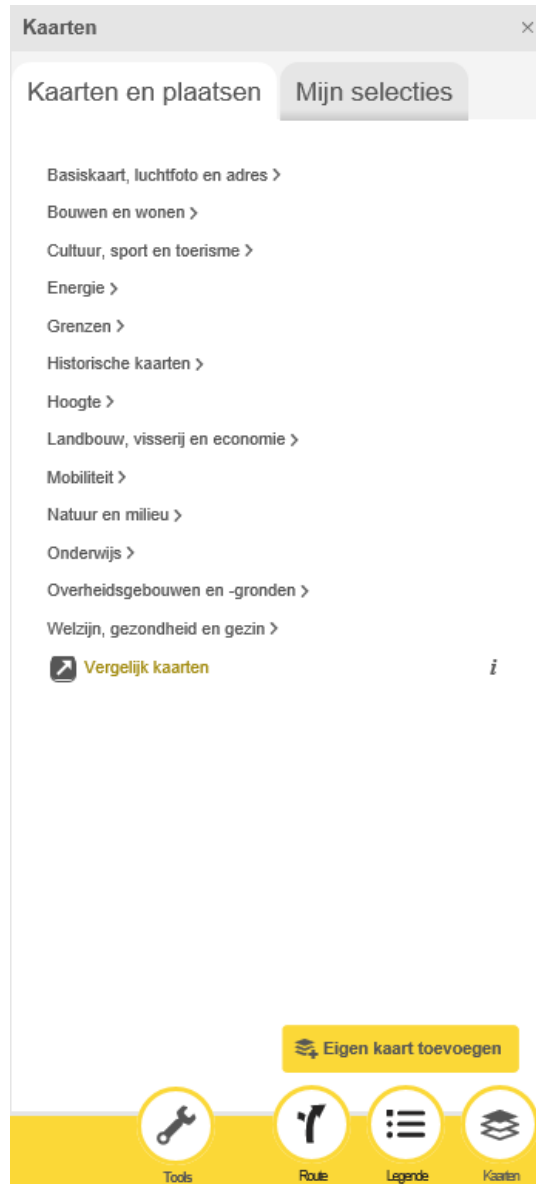 Kaarten
Kaarten en plaatsen
Mijn selecties
Basiskaart, luchtfoto en adres
Bouwen en wonen
Cultuur, sport en toerisme
Energie
Grenzen
Historische kaarten
Hoogte
Landbouw, visserij en economie
Mobiliteit
Natuur en milieu
Onderwijs
Overheidsgebouwen en -gronden
Welzijn, gezondheid en gezin
Vergelijk kaarten
i
Eigen kaart toevoegen
Tools
Route
Legende
Kaarten